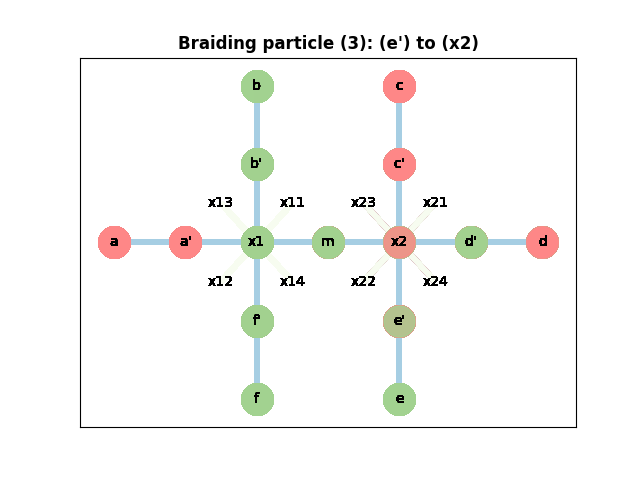 Braiding particle (3): (e') to (x2)
b c
b' c'
x13 x11 x23 x21
a a' x1 m x2 d' d
x12 x14 x22 x24
f' e'
f e